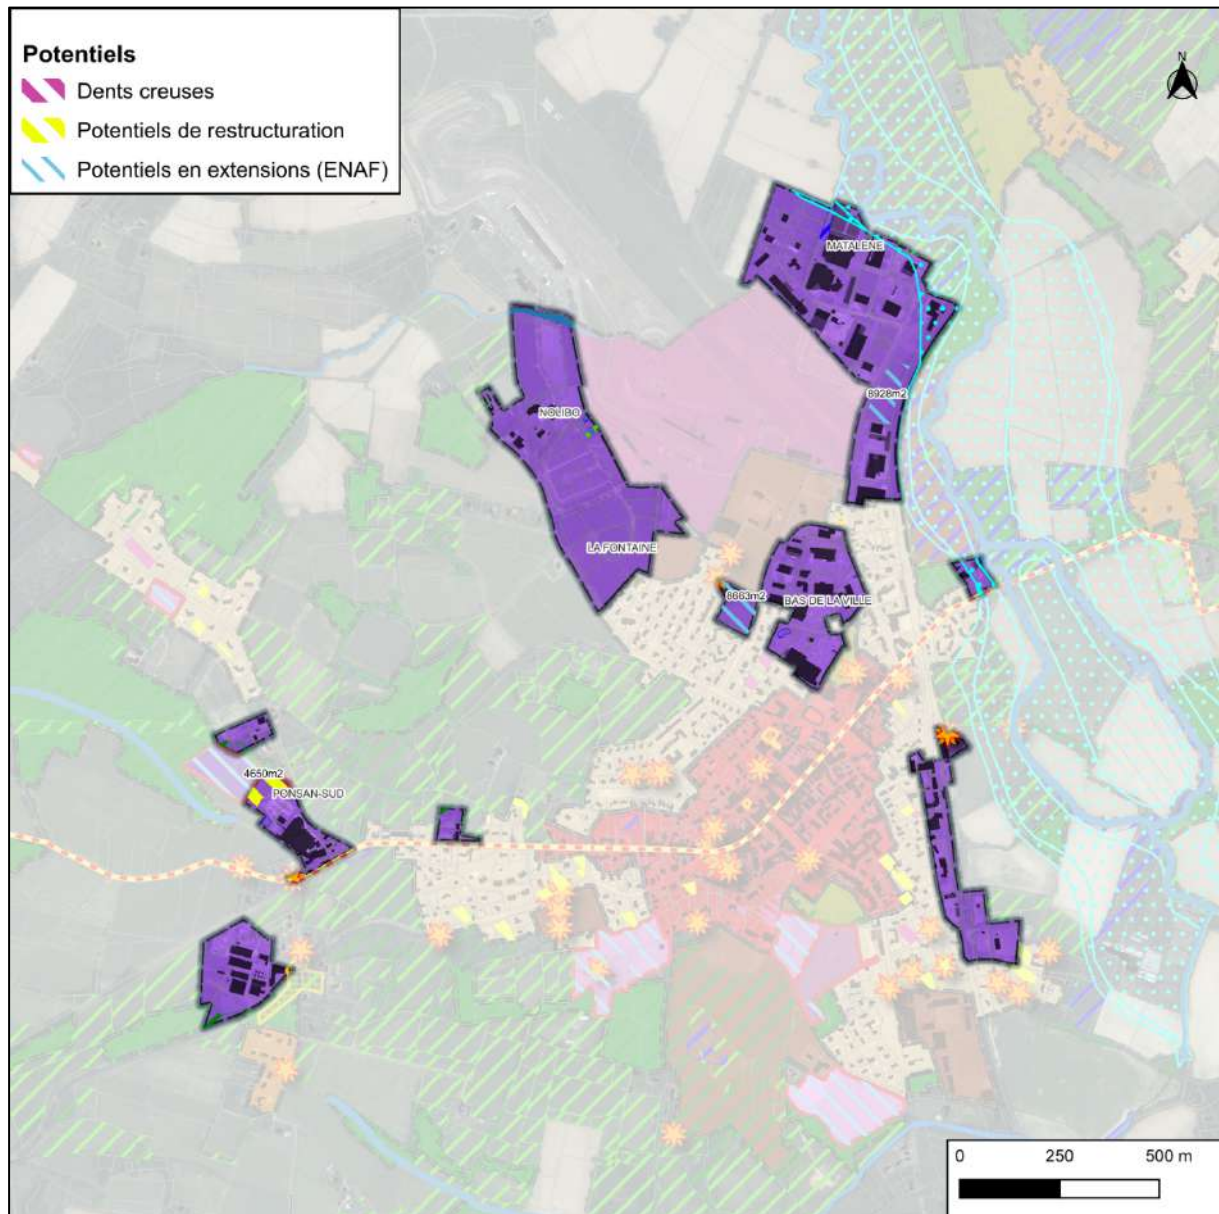 Potentiels
Dents creuses
Potentiels de restructuration
Potentiels en extensions (ENAF)
N
MATALENE
8928m2
NOLIBO
LA FONTAINE
8663m2
BAS DE LA VILLE
4650m2
PONSAN-SUD
P
P
P
0 250 500 m